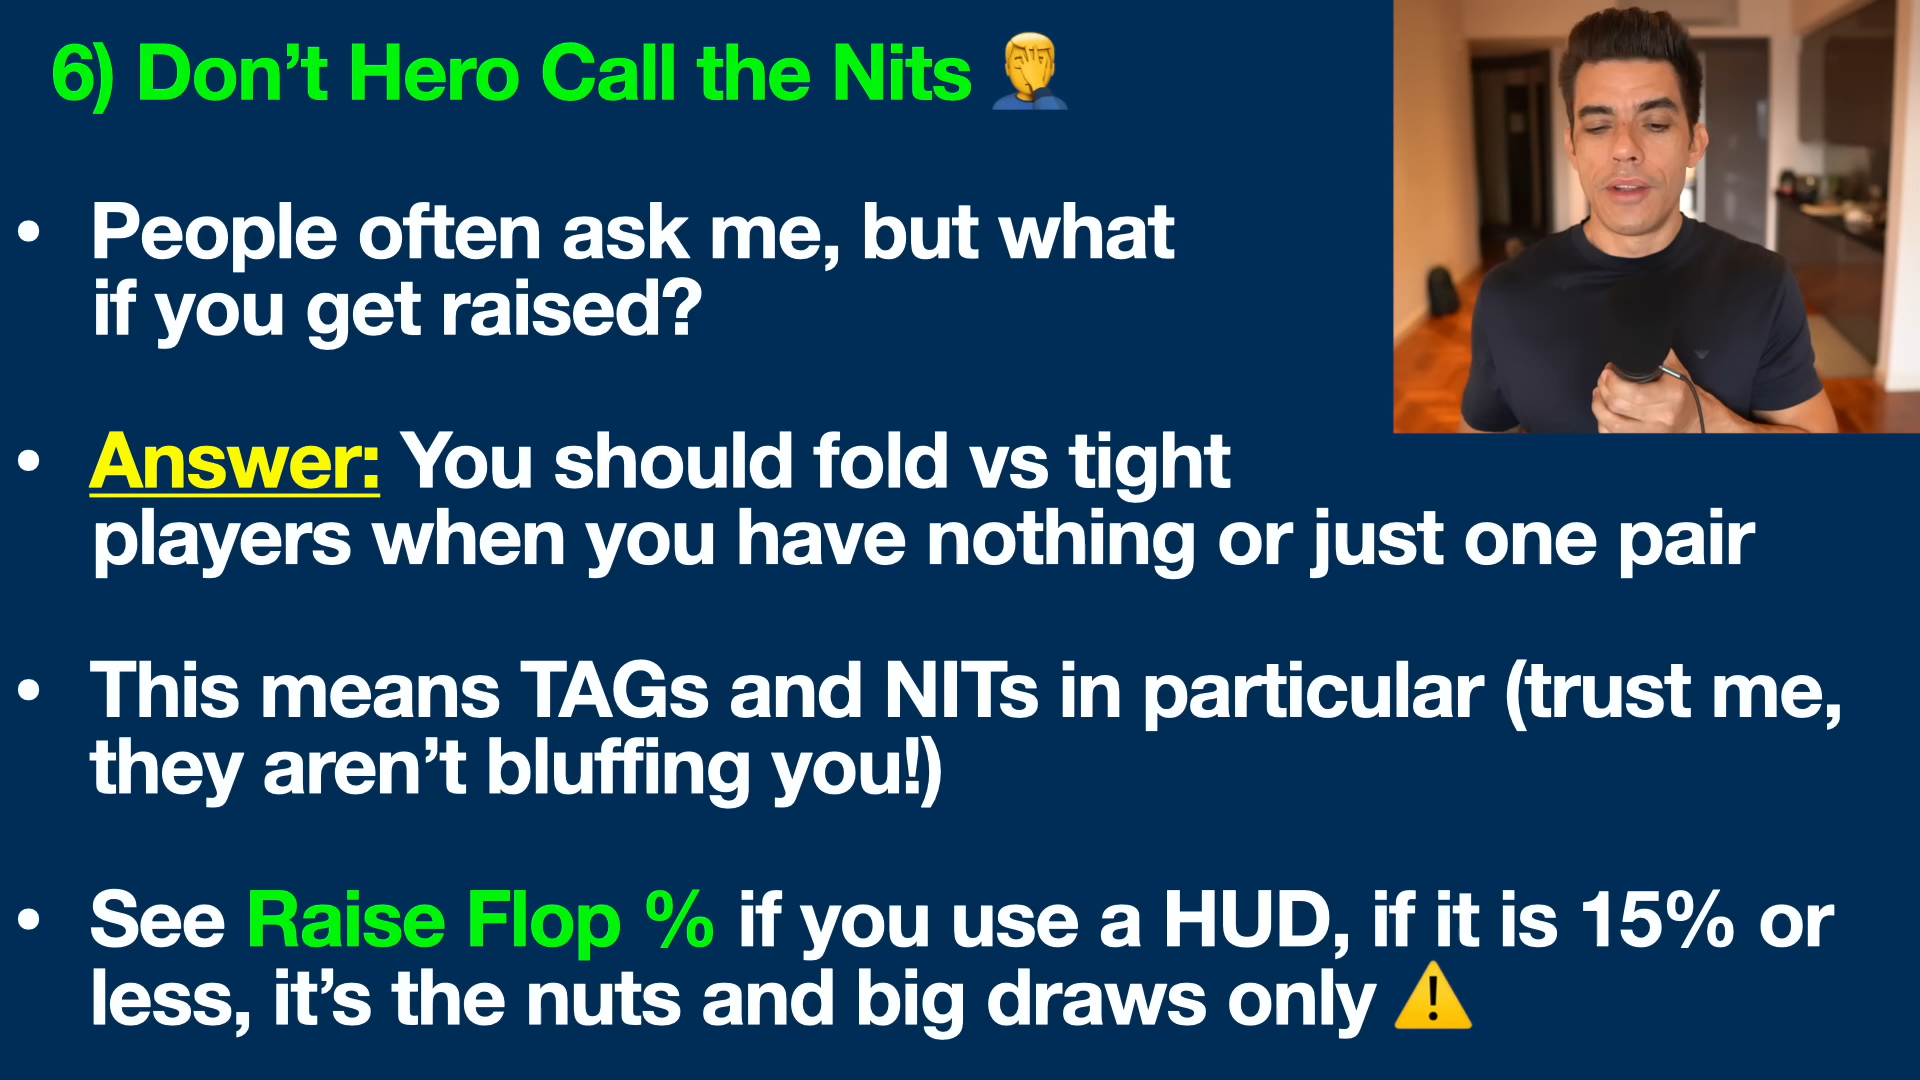 6) Don’t Hero Call the Nits 🤦‍♂️
• People often ask me, but what
if you get raised?
• Answer: You should fold vs tight
players when you have nothing or just one pair
• This means TAGs and NITs in particular (trust me,
they aren’t bluffing you!)
• See Raise Flop % if you use a HUD, if it is 15% or
less, it’s the nuts and big draws only ⚠️